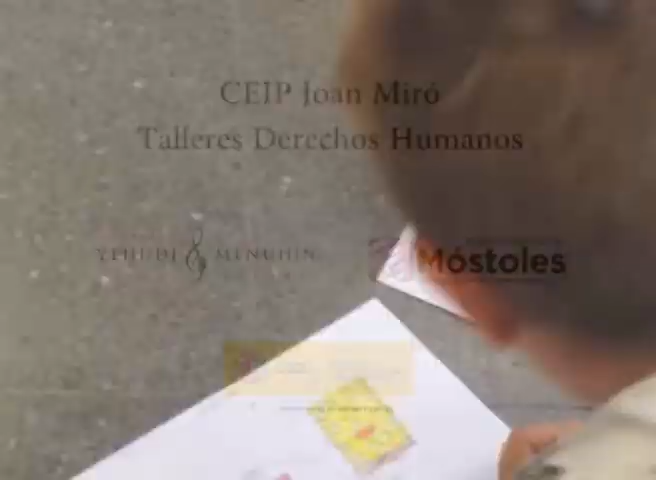 CEIP Joan Miró
Talleres Derechos Humanos
YEHUDI MENUHIN
Móstoles